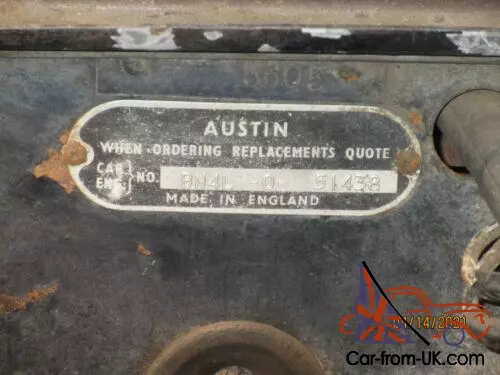 AUSTIN
WHEN ORDERING REPLACEMENTS QUOTE
CAR
ENG. NO. BN4L -O- 51438
MADE IN ENGLAND
01/14/2021
Car-from-UK.com